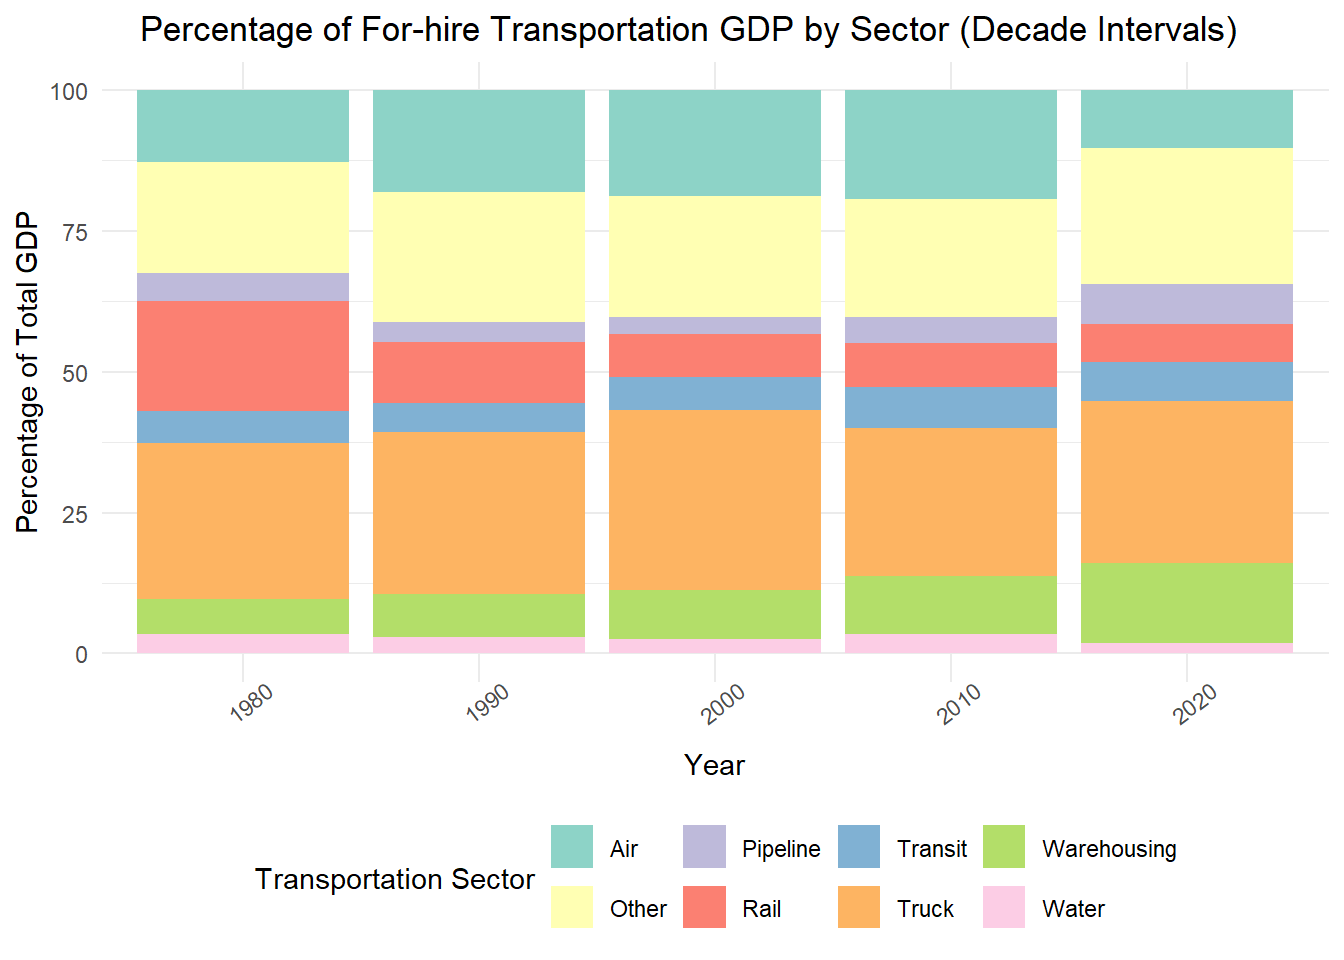 Percentage of For-hire Transportation GDP by Sector (Decade Intervals)
Percentage of Total GDP
100
75
50
25
0
1980
1990
2000
2010
2020
Year
Transportation Sector
Air
Pipeline
Transit
Warehousing
Other
Rail
Truck
Water